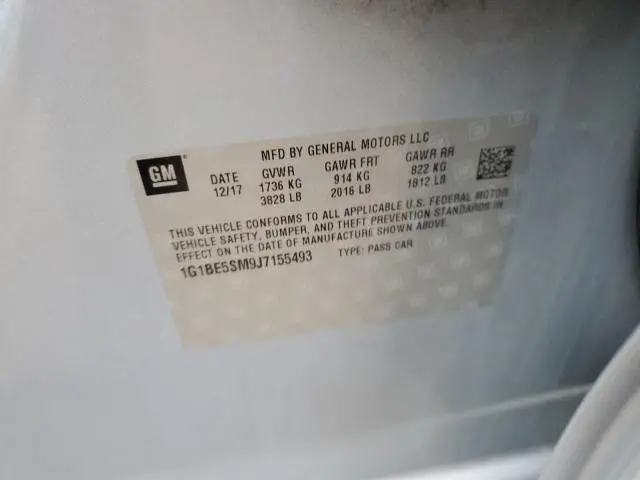 GM
MFD BY GENERAL MOTORS LLC
DATE GVWR GAWR FRT GAWR RR
12/17 1736 KG 914 KG 822 KG
3828 LB 2016 LB 1812 LB
THIS VEHICLE CONFORMS TO ALL APPLICABLE U.S. FEDERAL MOTOR
VEHICLE SAFETY, BUMPER, AND THEFT PREVENTION STANDARDS IN
EFFECT ON THE DATE OF MANUFACTURE SHOWN ABOVE.
1G1BE5SM9J7155493 TYPE: PASS CAR